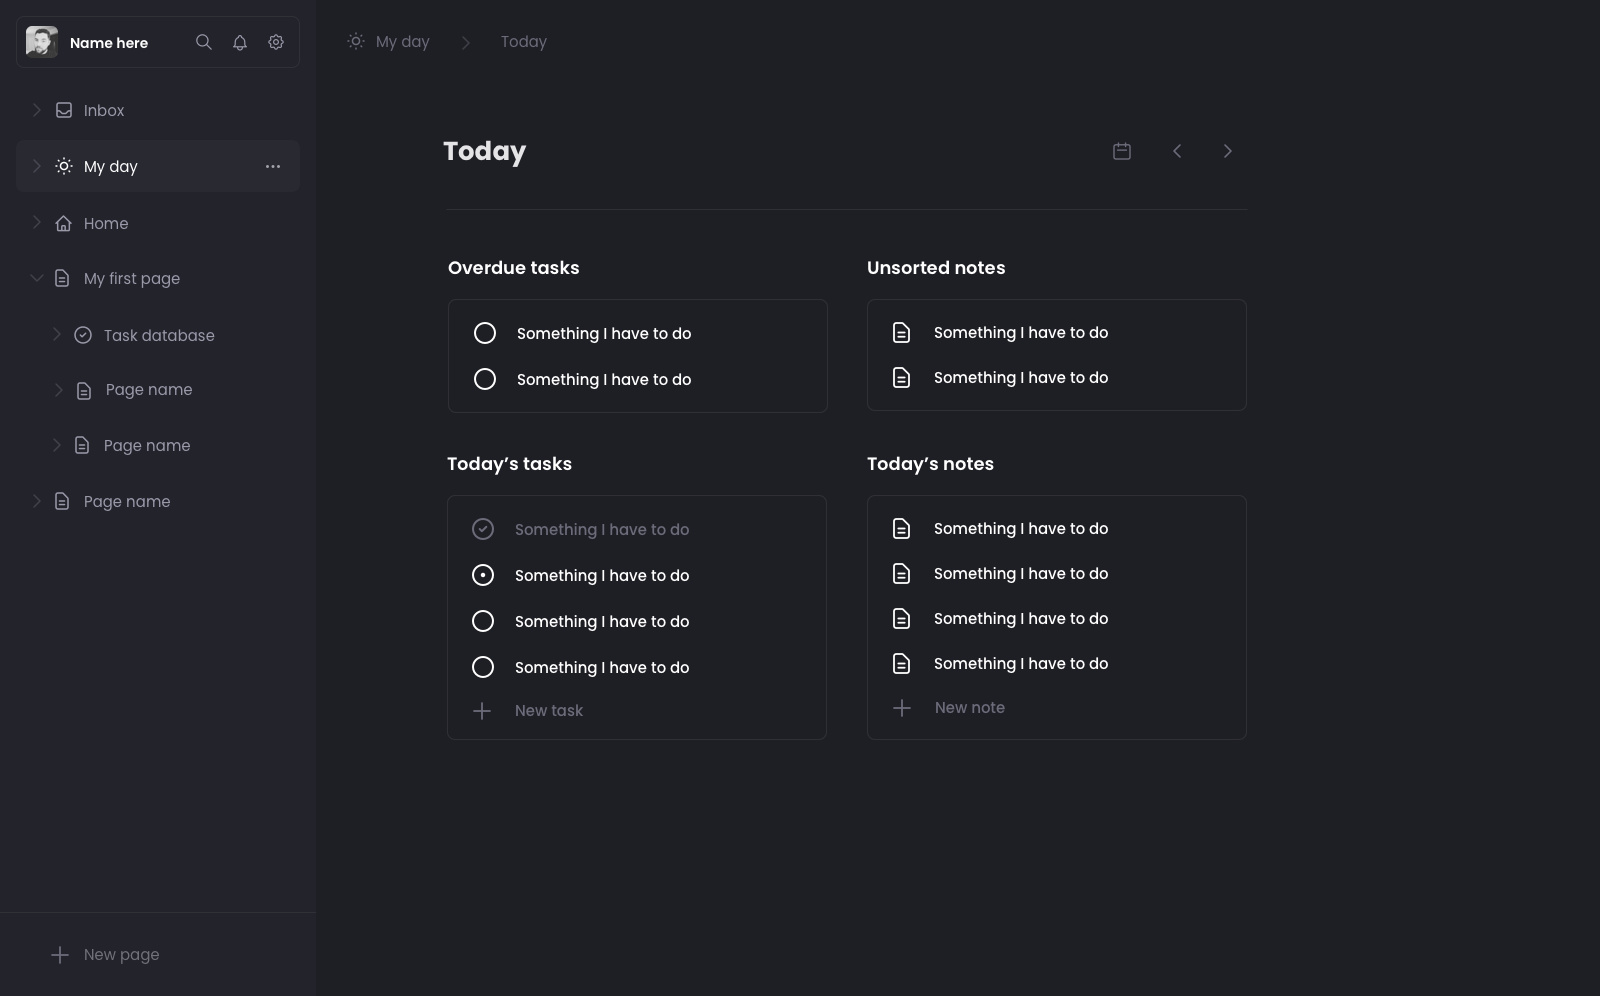 Name here
Inbox
My day
Home
My first page
Task database
Page name
Page name
Page name
New page
My day
Today
Today
Overdue tasks
Something I have to do
Something I have to do
Unsorted notes
Something I have to do
Something I have to do
Today’s tasks
Something I have to do
Something I have to do
Something I have to do
Something I have to do
New task
Today’s notes
Something I have to do
Something I have to do
Something I have to do
Something I have to do
New note